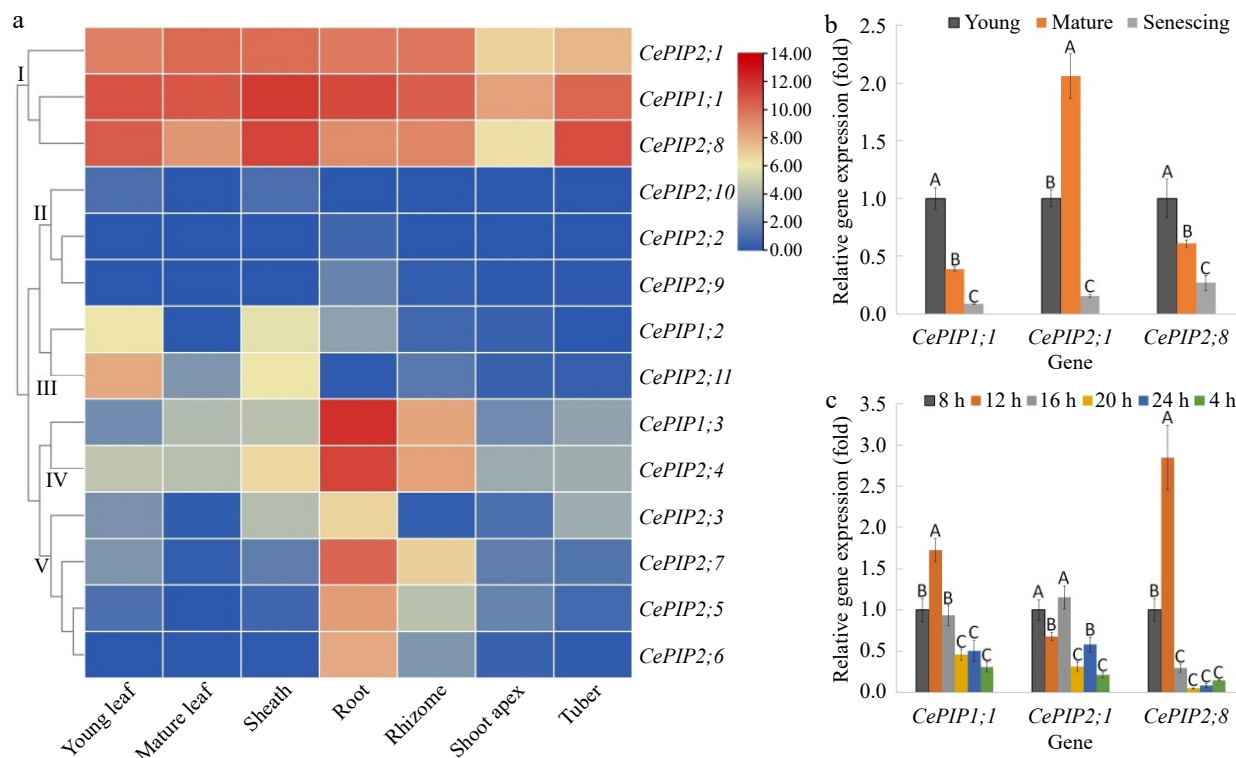 a
I
II
III
IV
V
CePIP2;1
CePIP1;1
CePIP2;8
CePIP2;10
CePIP2;2
CePIP2;9
CePIP1;2
CePIP2;11
CePIP1;3
CePIP2;4
CePIP2;3
CePIP2;7
CePIP2;5
CePIP2;6
Young leaf
Mature leaf
Sheath
Root
Rhizome
Shoot apex
Tuber
14.00
12.00
10.00
8.00
6.00
4.00
2.00
0.00
b
Young Mature Senescing
Relative gene expression (fold)
2.5
2.0
1.5
1.0
0.5
0.0
A B C
B A C
A B C
CePIP1;1 CePIP2;1 CePIP2;8
Gene
c
8 h 12 h 16 h 20 h 24 h 4 h
Relative gene expression (fold)
3.5
3.0
2.5
2.0
1.5
1.0
0.5
0.0
B A B C C C
A B A C B C
B A C C C C
CePIP1;1 CePIP2;1 CePIP2;8
Gene